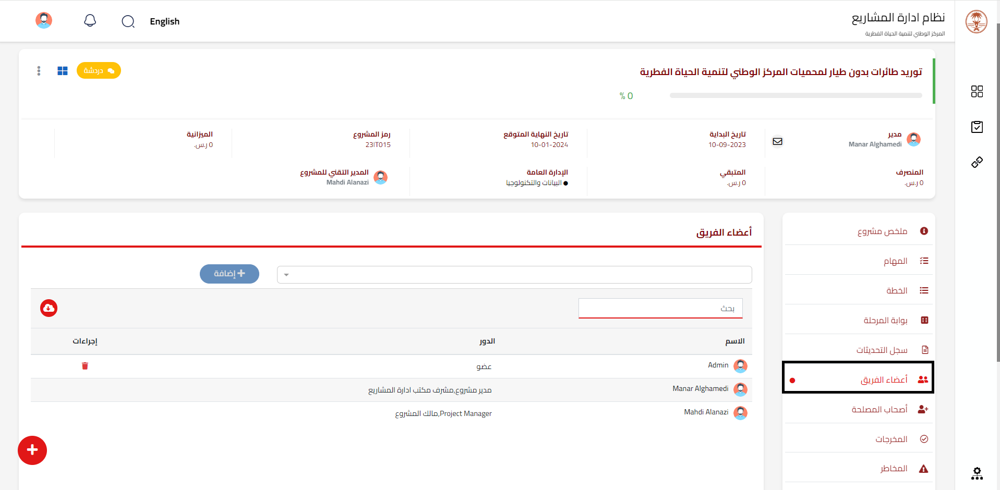 نظام ادارة المشاريع
المركز الوطني لتنمية الحياة الفطرية
English
توريد طائرات بدون طيار لمحميات المركز الوطني لتنمية الحياة الفطرية
دردشة
0 %
مدير
Manar Alghamedi
تاريخ البداية
10-09-2023
تاريخ النهاية المتوقع
10-01-2024
رمز المشروع
23IT015
الميزانية
0 ر.س.
المنصرف
0 ر.س.
المتبقي
0 ر.س.
الإدارة العامة
البيانات والتكنولوجيا
المدير التقني للمشروع
Mahdi Alanazi
ملخص مشروع
المهام
الخطة
بوابة المرحلة
سجل التحديثات
أعضاء الفريق
أصحاب المصلحة
المخرجات
المخاطر
أعضاء الفريق
إضافة
بحث
الاسم الدور إجراءات
Admin عضو
Manar Alghamedi مدير مشروع,مشرف مكتب ادارة المشاريع
Mahdi Alanazi Project Manager,مالك المشروع